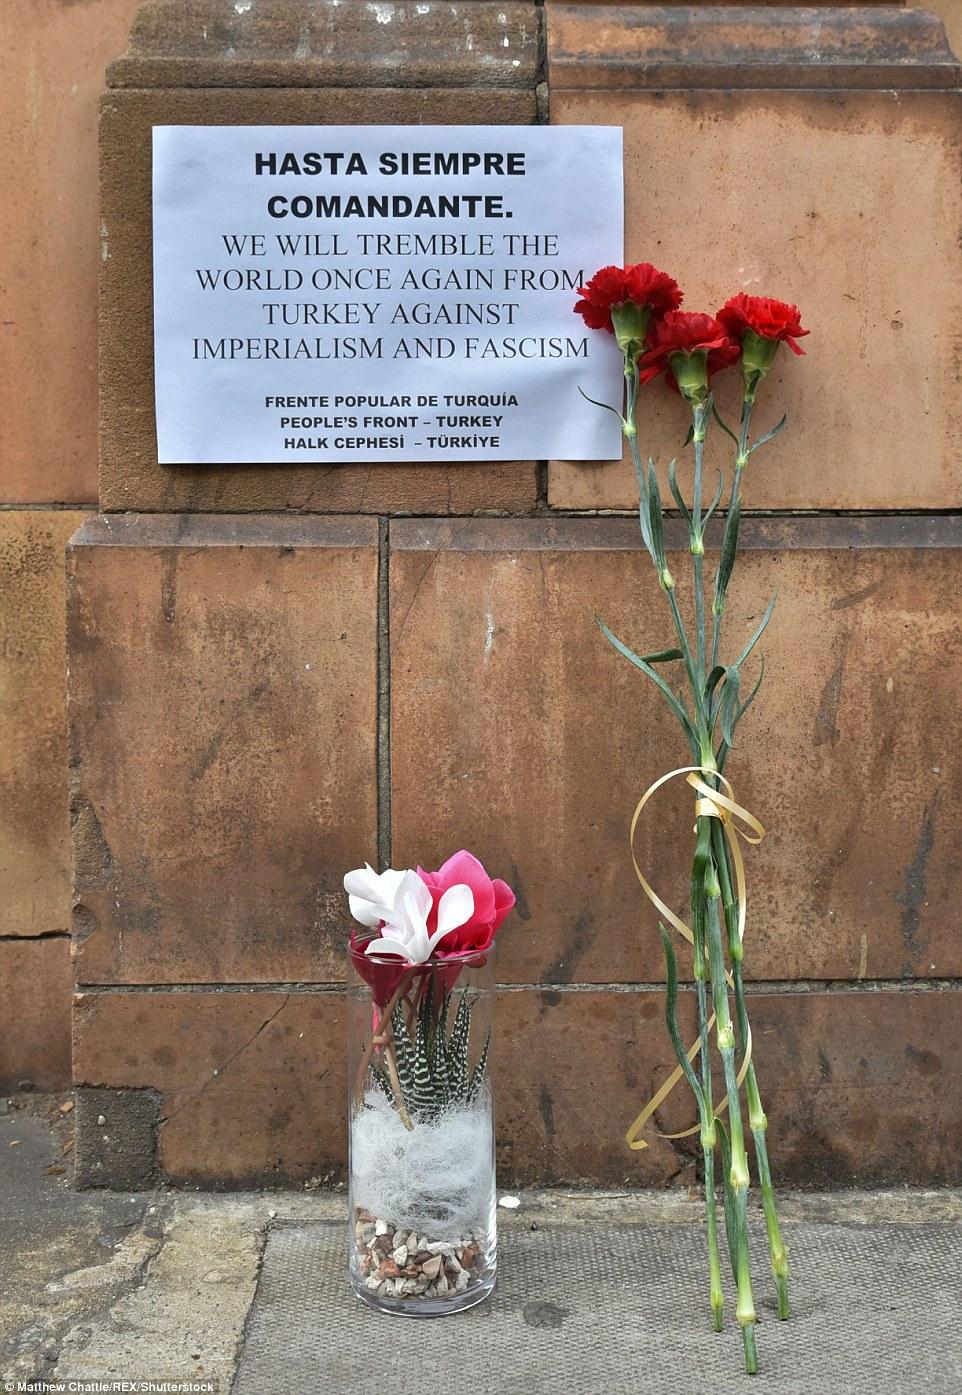 HASTA SIEMPRE
COMANDANTE.
WE WILL TREMBLE THE
WORLD ONCE AGAIN FROM
TURKEY AGAINST
IMPERIALISM AND FASCISM
FRENTE POPULAR DE TURQUÍA
PEOPLE'S FRONT – TURKEY
HALK CEPHESİ – TÜRKİYE
© Matthew Chattle/REX/Shutterstock